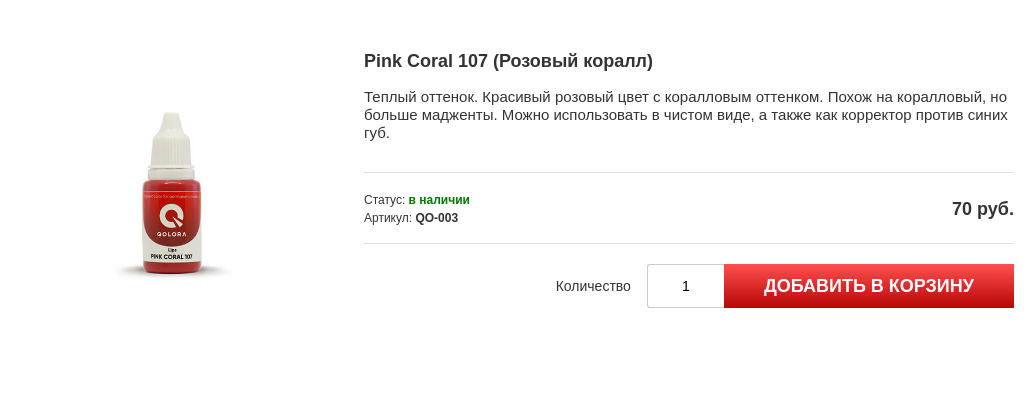 Pink Coral 107 (Розовый коралл)
Теплый оттенок. Красивый розовый цвет с коралловым оттенком. Похож на коралловый, но
больше мадженты. Можно использовать в чистом виде, а также как корректор против синих
губ.
QOLORA
Lips
PINK CORAL 107
Статус: в наличии
Артикул: QO-003
70 руб.
Количество 1 ДОБАВИТЬ В КОРЗИНУ